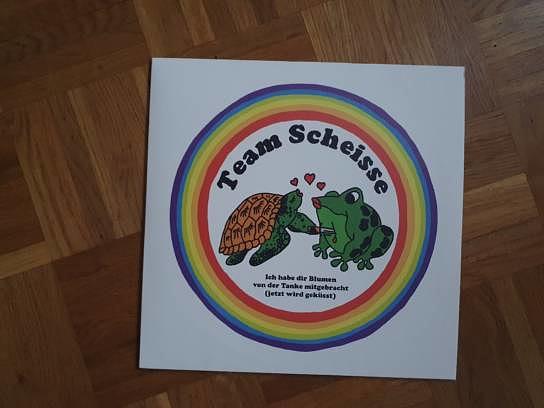 Team Scheisse
Ich habe dir Blumen
von der Tanke mitgebracht
(jetzt wird geküsst)